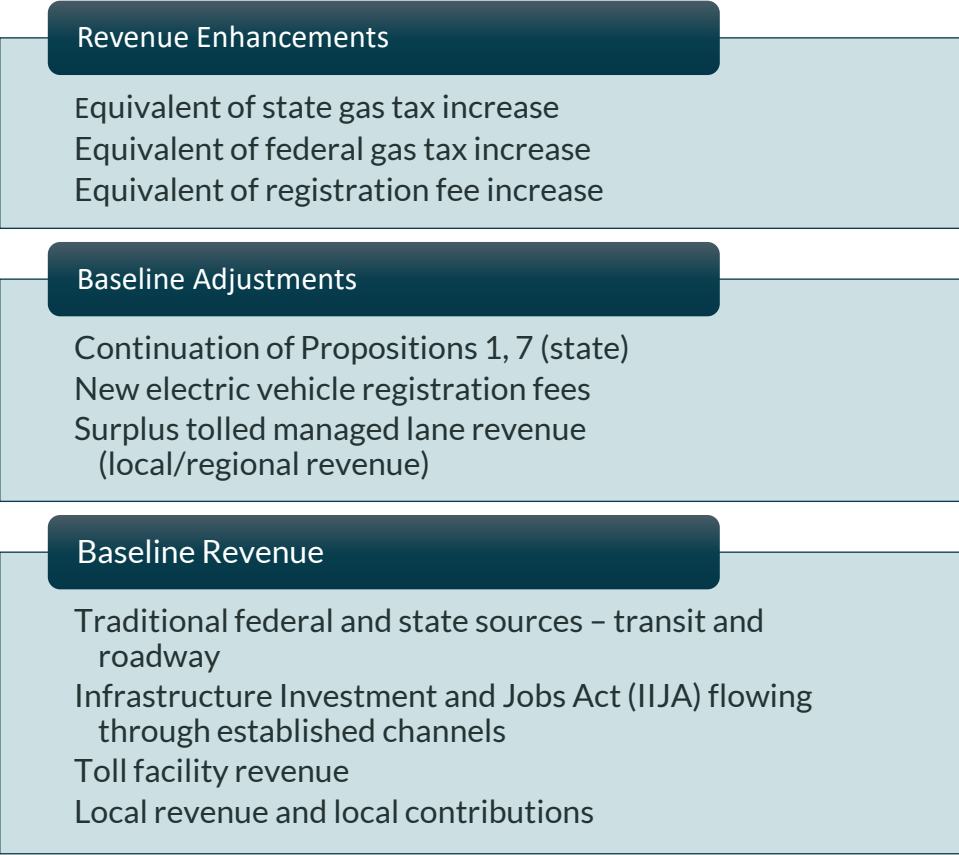 Revenue Enhancements
Equivalent of state gas tax increase
Equivalent of federal gas tax increase
Equivalent of registration fee increase
Baseline Adjustments
Continuation of Propositions 1, 7 (state)
New electric vehicle registration fees
Surplus tolled managed lane revenue
(local/regional revenue)
Baseline Revenue
Traditional federal and state sources – transit and
roadway
Infrastructure Investment and Jobs Act (IIJA) flowing
through established channels
Toll facility revenue
Local revenue and local contributions